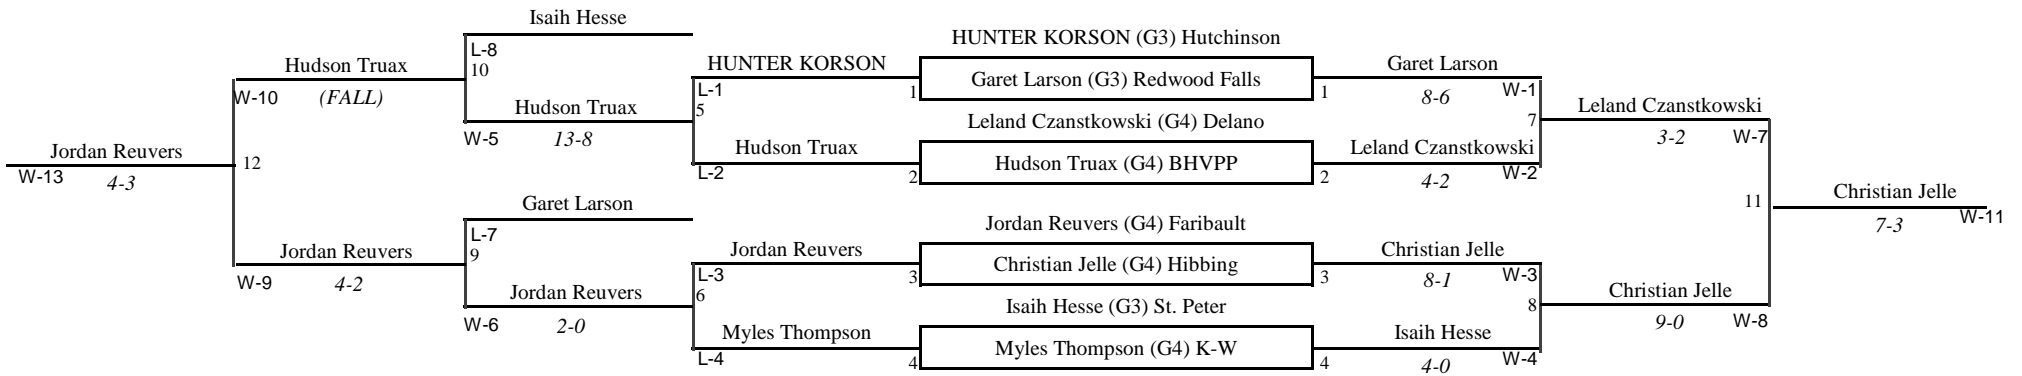 Isaih Hesse
L-8
10
Hudson Truax
W-10
(FALL)
Hudson Truax
W-5
13-8
Jordan Reuvers
W-13
4-3
12
Garet Larson
L-7
9
Jordan Reuvers
W-9
4-2
Jordan Reuvers
W-6
2-0
HUNTER KORSON
L-1
1
5
Hudson Truax
L-2
2
Jordan Reuvers
L-3
3
6
Myles Thompson
L-4
4
HUNTER KORSON (G3) Hutchinson
Garet Larson (G3) Redwood Falls
Leland Czanstkowski (G4) Delano
Hudson Truax (G4) BHVPP
Jordan Reuvers (G4) Faribault
Christian Jelle (G4) Hibbing
Isaih Hesse (G3) St. Peter
Myles Thompson (G4) K-W
Garet Larson
1
8-6
W-1
7
Leland Czanstkowski
2
4-2
W-2
Christian Jelle
3
8-1
W-3
8
Isaih Hesse
4
4-0
W-4
Leland Czanstkowski
3-2
W-7
11
Christian Jelle
9-0
W-8
Christian Jelle
7-3
W-11